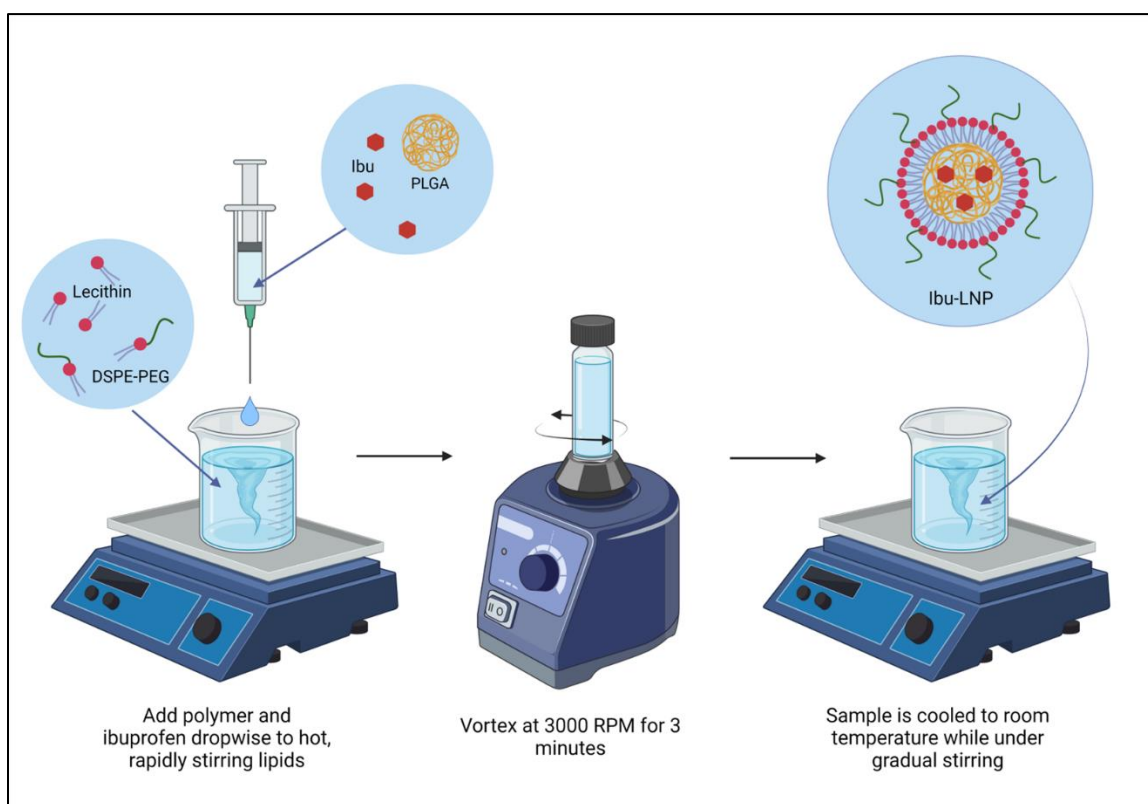 Ibu
PLGA
Lecithin
DSPE-PEG
Ibu-LNP
Add polymer and
ibuprofen dropwise to hot,
rapidly stirring lipids
Vortex at 3000 RPM for 3
minutes
Sample is cooled to room
temperature while under
gradual stirring